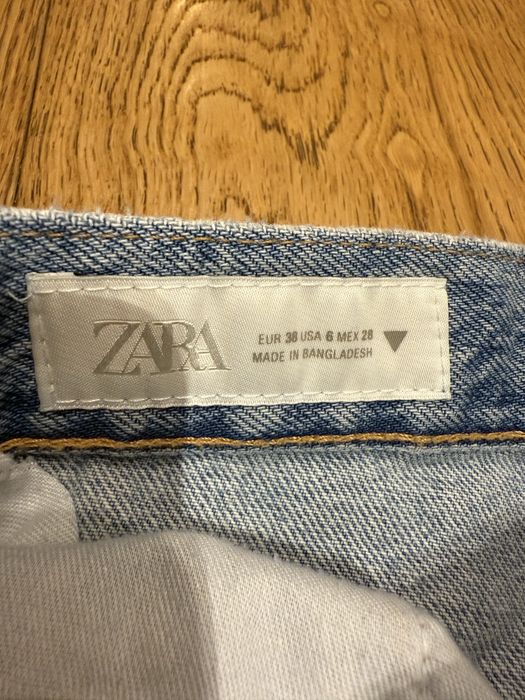 ZARA
EUR 38 USA 6 MEX 28
MADE IN BANGLADESH